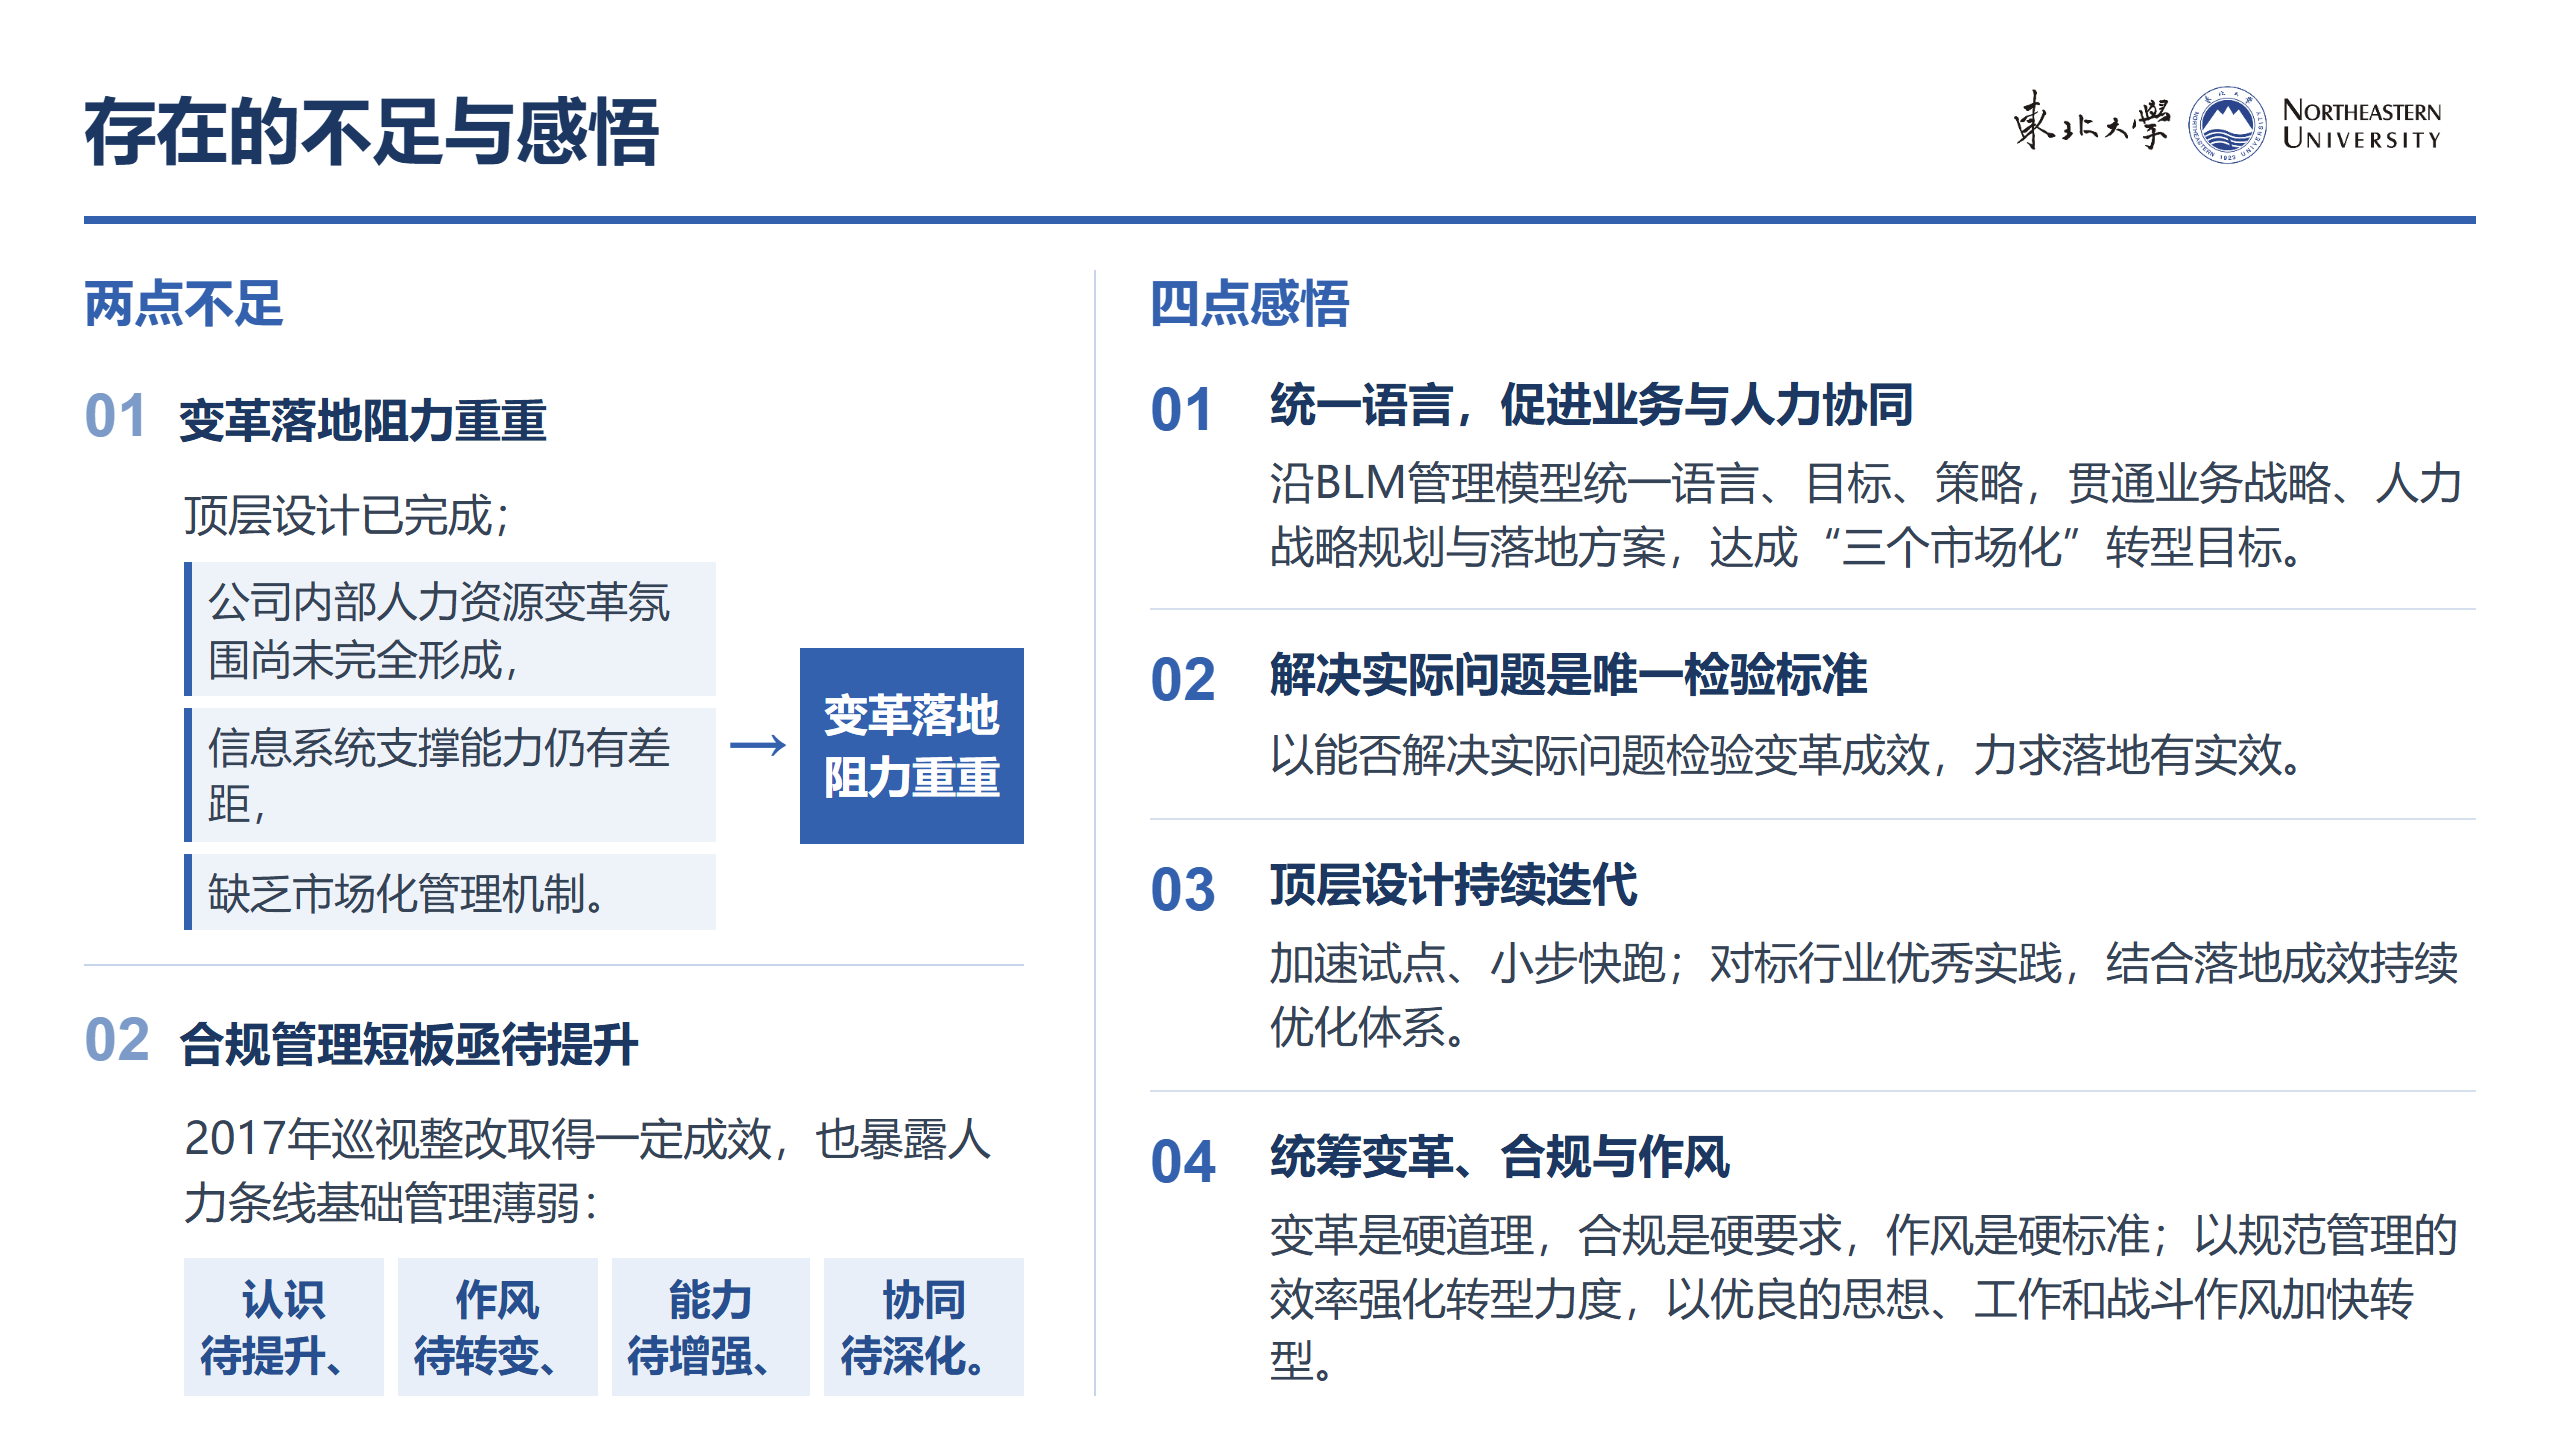 存在的不足与感悟
東北大學
NORTHEASTERN
UNIVERSITY
两点不足
01 变革落地阻力重重
顶层设计已完成；
公司内部人力资源变革氛
围尚未完全形成，
信息系统支撑能力仍有差
距，
缺乏市场化管理机制。
→
变革落地
阻力重重
02 合规管理短板亟待提升
2017年巡视整改取得一定成效，也暴露人
力条线基础管理薄弱：
认识
待提升、
作风
待转变、
能力
待增强、
协同
待深化。
四点感悟
01 统一语言，促进业务与人力协同
沿BLM管理模型统一语言、目标、策略，贯通业务战略、人力
战略规划与落地方案，达成“三个市场化”转型目标。
02 解决实际问题是唯一检验标准
以能否解决实际问题检验变革成效，力求落地有实效。
03 顶层设计持续迭代
加速试点、小步快跑；对标行业优秀实践，结合落地成效持续
优化体系。
04 统筹变革、合规与作风
变革是硬道理，合规是硬要求，作风是硬标准；以规范管理的
效率强化转型力度，以优良的思想、工作和战斗作风加快转
型。